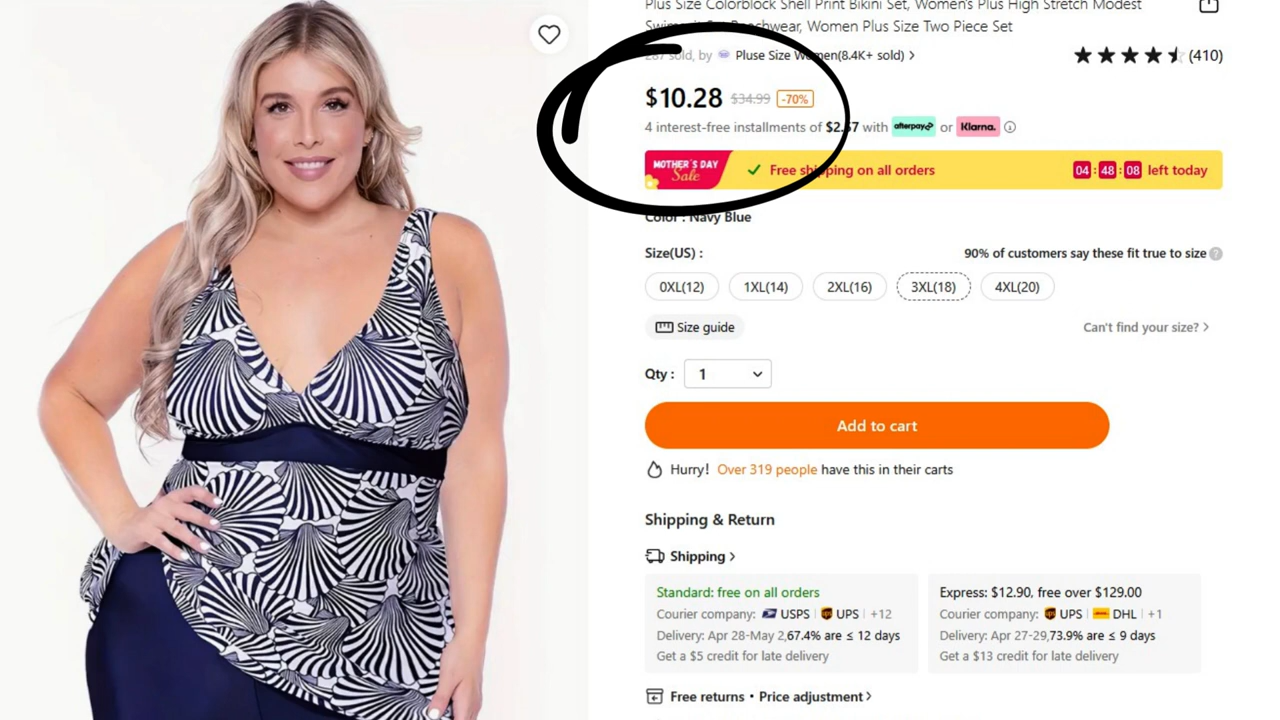 Plus Size Colorblock Shell Print Bikini Set, Women's Plus High Stretch Modest
Beachwear, Women Plus Size Two Piece Set
sold, by Pluse Size Women(8.4K+ sold) >
(410)
$10.28 $34.99 -70%
4 interest-free installments of $2.57 with afterpay or Klarna.
MOTHER'S DAY Sale
Free shipping on all orders
04 : 48 : 08 left today
Color : Navy Blue
Size(US) :
90% of customers say these fit true to size ?
0XL(12) 1XL(14) 2XL(16) 3XL(18) 4XL(20)
Size guide
Can't find your size? >
Qty : 1
Add to cart
Hurry! Over 319 people have this in their carts
Shipping & Return
Shipping >
Standard: free on all orders
Courier company: USPS | UPS | +12
Delivery: Apr 28-May 2,67.4% are ≤ 12 days
Get a $5 credit for late delivery
Express: $12.90, free over $129.00
Courier company: UPS | DHL | +1
Delivery: Apr 27-29,73.9% are ≤ 9 days
Get a $13 credit for late delivery
Free returns • Price adjustment >